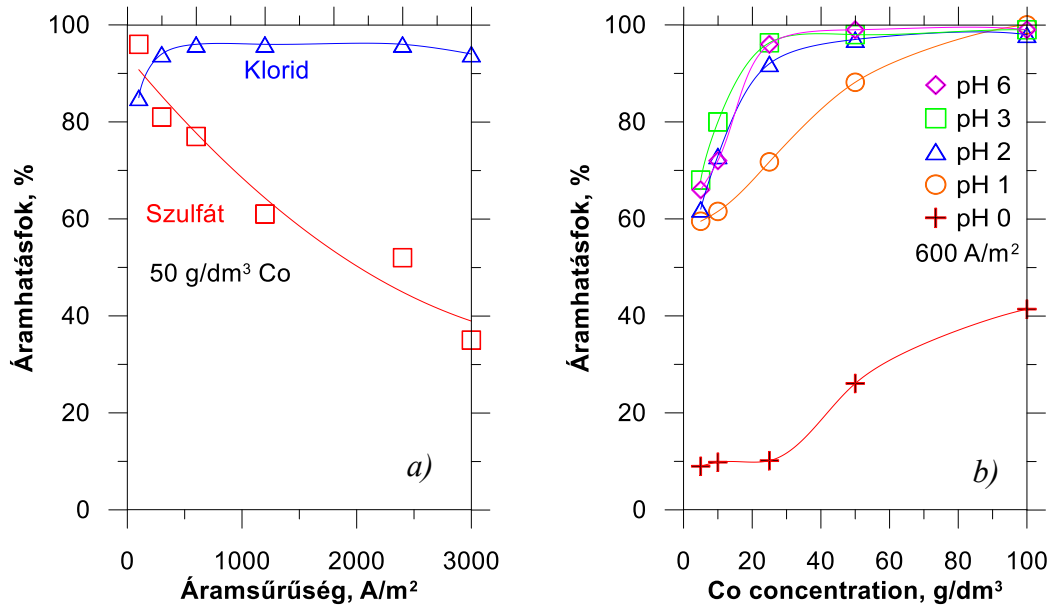 100
80
60
40
20
0
Áramhatásfok, %
Klorid
Szulfát
50 g/dm³ Co
a)
0
1000
2000
3000
Áramsűrűség, A/m²
100
80
60
40
20
0
Áramhatásfok, %
pH 6
pH 3
pH 2
pH 1
pH 0
600 A/m²
b)
0
20
40
60
80
100
Co concentration, g/dm³